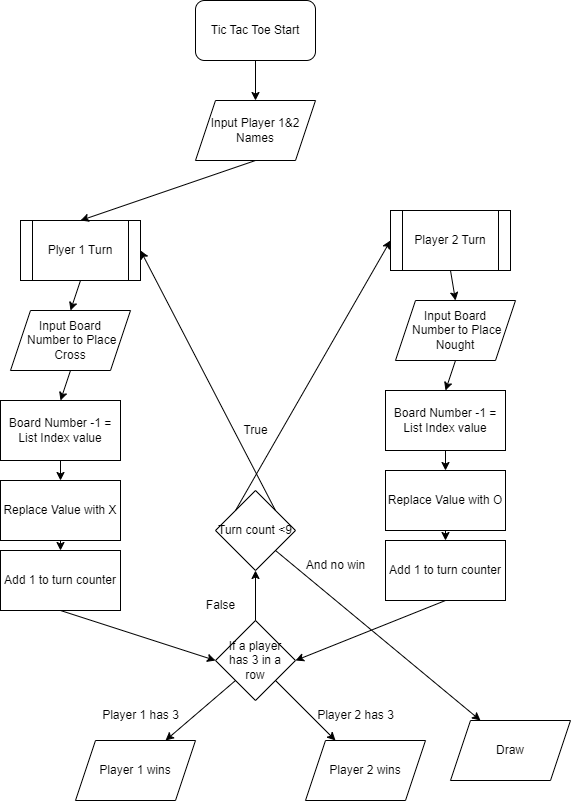 Tic Tac Toe Start
Input Player 1&2
Names
Plyer 1 Turn
Player 2 Turn
Input Board
Number to Place
Cross
Input Board
Number to Place
Nought
Board Number -1 =
List Index value
Board Number -1 =
List Index value
True
Replace Value with X
Replace Value with O
Turn count <9
And no win
Add 1 to turn counter
Add 1 to turn counter
False
If a player
has 3 in a
row
Player 1 has 3
Player 2 has 3
Player 1 wins
Player 2 wins
Draw